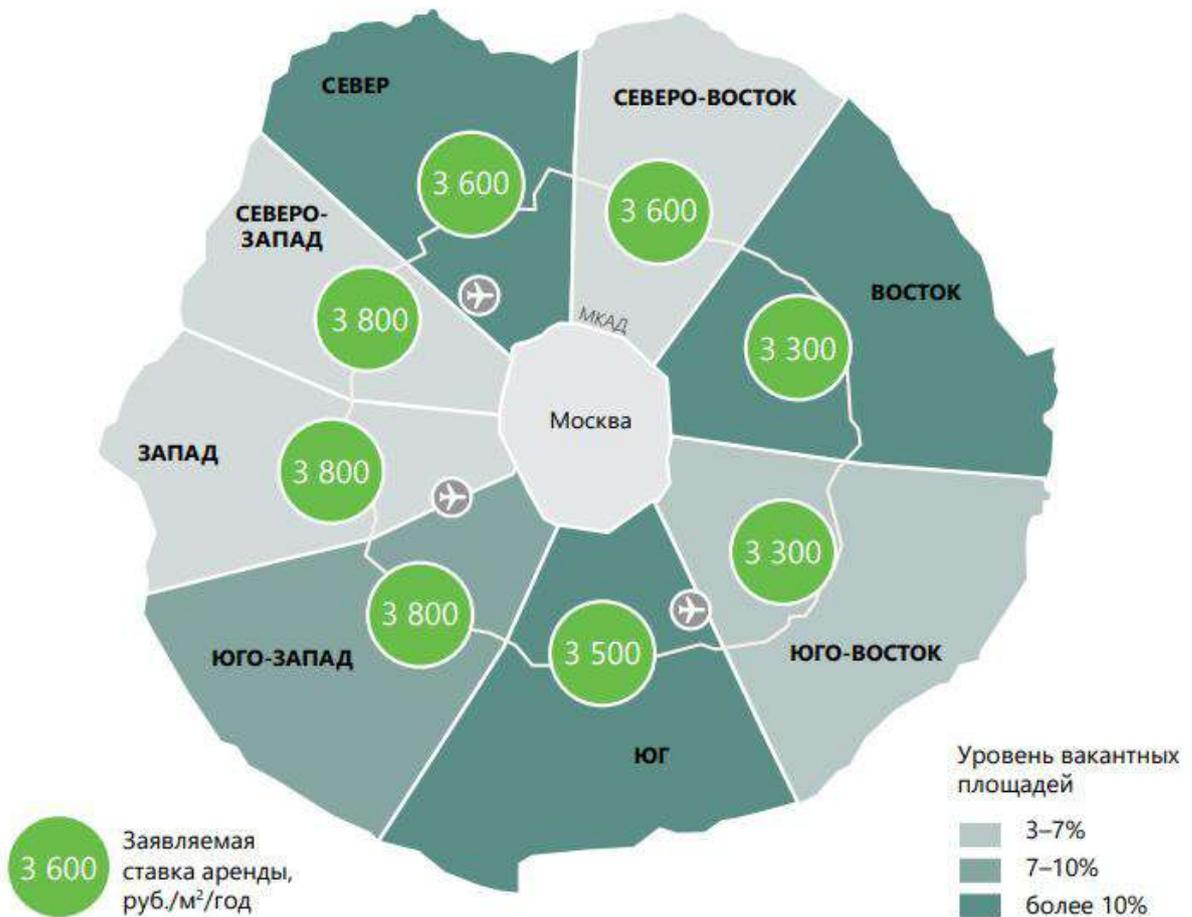 СЕВЕР
СЕВЕРО-ВОСТОК
3 600
3 600
СЕВЕРО-
ЗАПАД
ВОСТОК
3 800
МКАД
3 300
Москва
ЗАПАД
3 800
3 300
3 800
ЮГО-ЗАПАД
3 500
ЮГО-ВОСТОК
ЮГ
Уровень вакантных
площадей
3–7%
7–10%
более 10%
3 600
Заявляемая
ставка аренды,
руб./м²/год